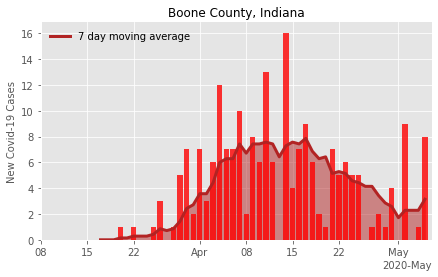 Boone County, Indiana
7 day moving average
New Covid-19 Cases
16
14
12
10
8
6
4
2
0
08 15 22 Apr 08 15 22 May
2020-May